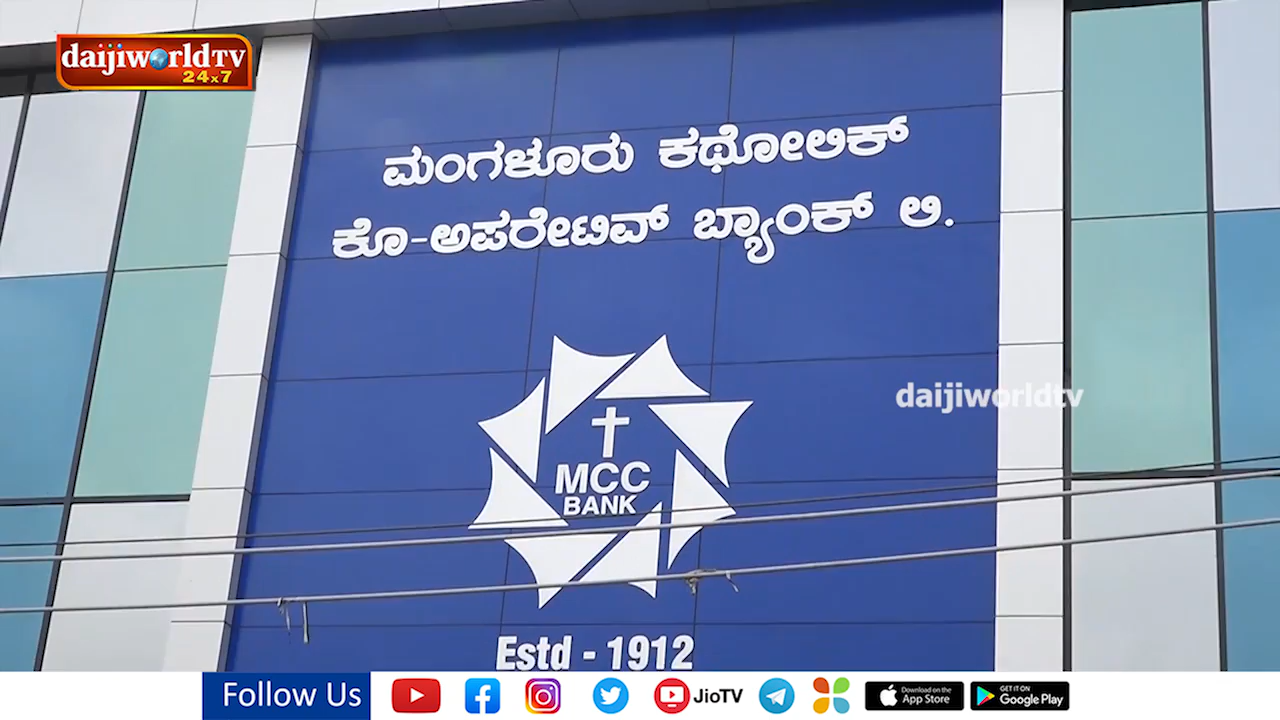 daijiworldTV
24x7
ಮಂಗಳೂರು ಕಥೋಲಿಕ್
ಕೊ-ಅಪರೇಟಿವ್ ಬ್ಯಾಂಕ್ ಲಿ.
daijiworldtv
MCC
BANK
Estd - 1912
Follow Us
JioTV
Download on the
App Store
GET IT ON
Google Play